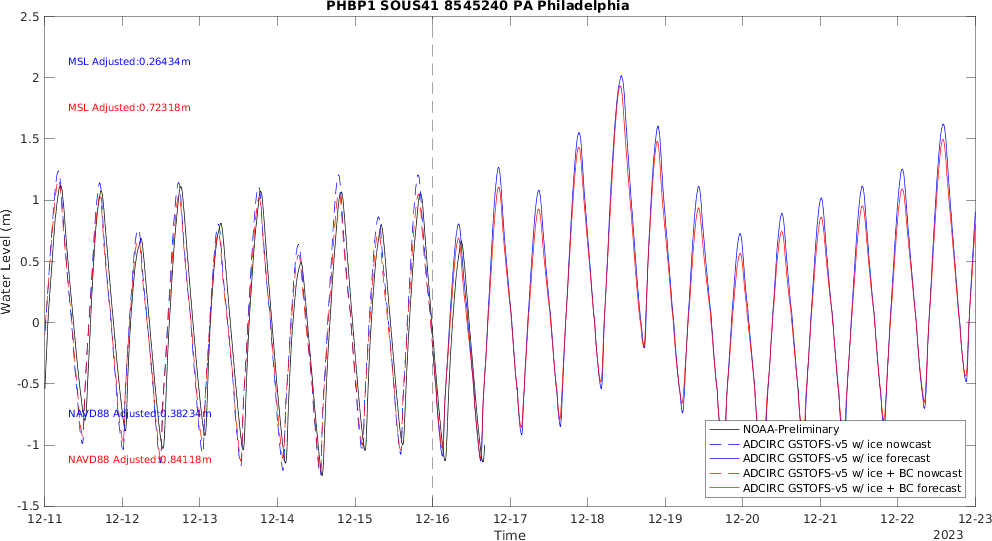 PHBP1 SOUS41 8545240 PA Philadelphia
2.5
2
1.5
1
0.5
0
-0.5
-1
-1.5
Water Level (m)
MSL Adjusted:0.26434m
MSL Adjusted:0.72318m
NAVD88 Adjusted:0.38234m
NAVD88 Adjusted:0.84118m
NOAA-Preliminary
ADCIRC GSTOFS-v5 w/ ice nowcast
ADCIRC GSTOFS-v5 w/ ice forecast
ADCIRC GSTOFS-v5 w/ ice + BC nowcast
ADCIRC GSTOFS-v5 w/ ice + BC forecast
12-11 12-12 12-13 12-14 12-15 12-16 12-17 12-18 12-19 12-20 12-21 12-22 12-23
Time
2023